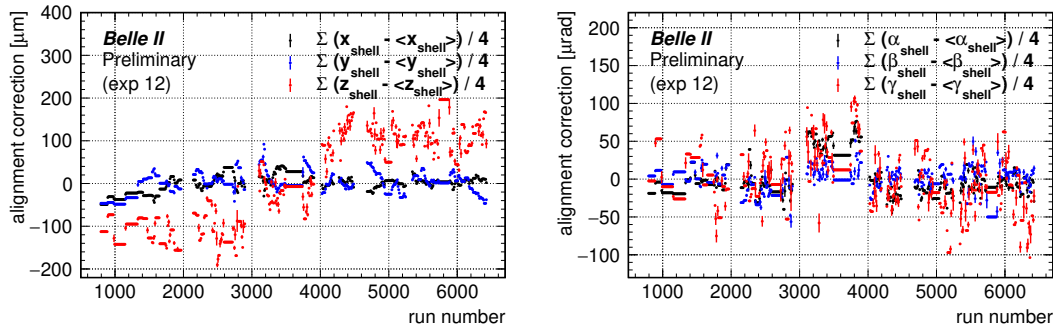 alignment correction [μm]
400
300
200
100
0
−100
−200
Belle II
Preliminary
(exp 12)
Σ (x_shell - <x_shell>) / 4
Σ (y_shell - <y_shell>) / 4
Σ (z_shell - <z_shell>) / 4
1000 2000 3000 4000 5000 6000
run number
alignment correction [μrad]
200
150
100
50
0
−50
−100
Belle II
Preliminary
(exp 12)
Σ (α_shell - <α_shell>) / 4
Σ (β_shell - <β_shell>) / 4
Σ (γ_shell - <γ_shell>) / 4
1000 2000 3000 4000 5000 6000
run number